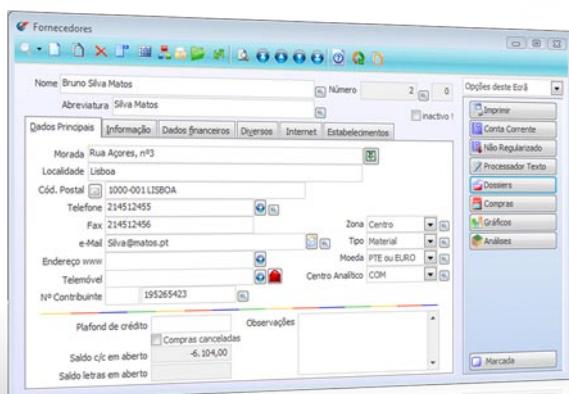 Fornecedores
Nome Bruno Silva Matos Número 2 0
Abreviatura Silva Matos inactivo !
Dados Principais Informação Dados financeiros Diversos Internet Estabelecimentos
Morada Rua Açores, nº3
Localidade Lisboa
Cód. Postal 1000-001 LISBOA
Telefone 214512455
Fax 214512456 Zona Centro
e-Mail Silva@matos.pt Tipo Material
Endereço www Moeda PTE ou EURO
Telemóvel Centro Analítico COM
Nº Contribuinte 195265423
Plafond de crédito Observações
Compras canceladas
Saldo c/c em aberto -6.104,00
Saldo letras em aberto
Opções deste Ecrã
Imprimir
Conta Corrente
Não Regularizado
Processador Texto
Dossiers
Compras
Gráficos
Análises
Marcada